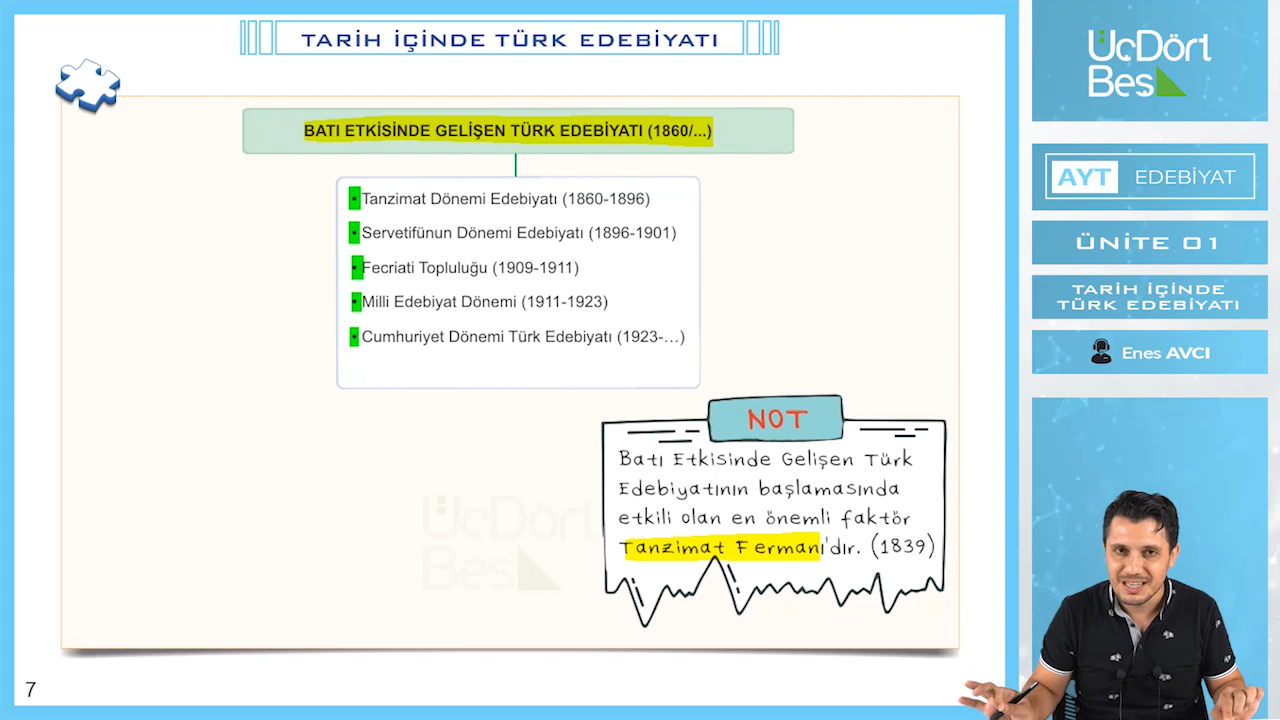 TARİH İÇİNDE TÜRK EDEBİYATI
BATI ETKİSİNDE GELİŞEN TÜRK EDEBİYATI (1860/...)
• Tanzimat Dönemi Edebiyatı (1860-1896)
• Servetifünun Dönemi Edebiyatı (1896-1901)
• Fecriati Topluluğu (1909-1911)
• Milli Edebiyat Dönemi (1911-1923)
• Cumhuriyet Dönemi Türk Edebiyatı (1923-…)
NOT
Batı Etkisinde Gelişen Türk
Edebiyatının başlamasında
etkili olan en önemli faktör
Tanzimat Fermanı'dır. (1839)
ÜçDört
Beş
7
ÜçDört
Beş
AYT EDEBİYAT
ÜNİTE 01
TARİH İÇİNDE
TÜRK EDEBİYATI
Enes AVCI